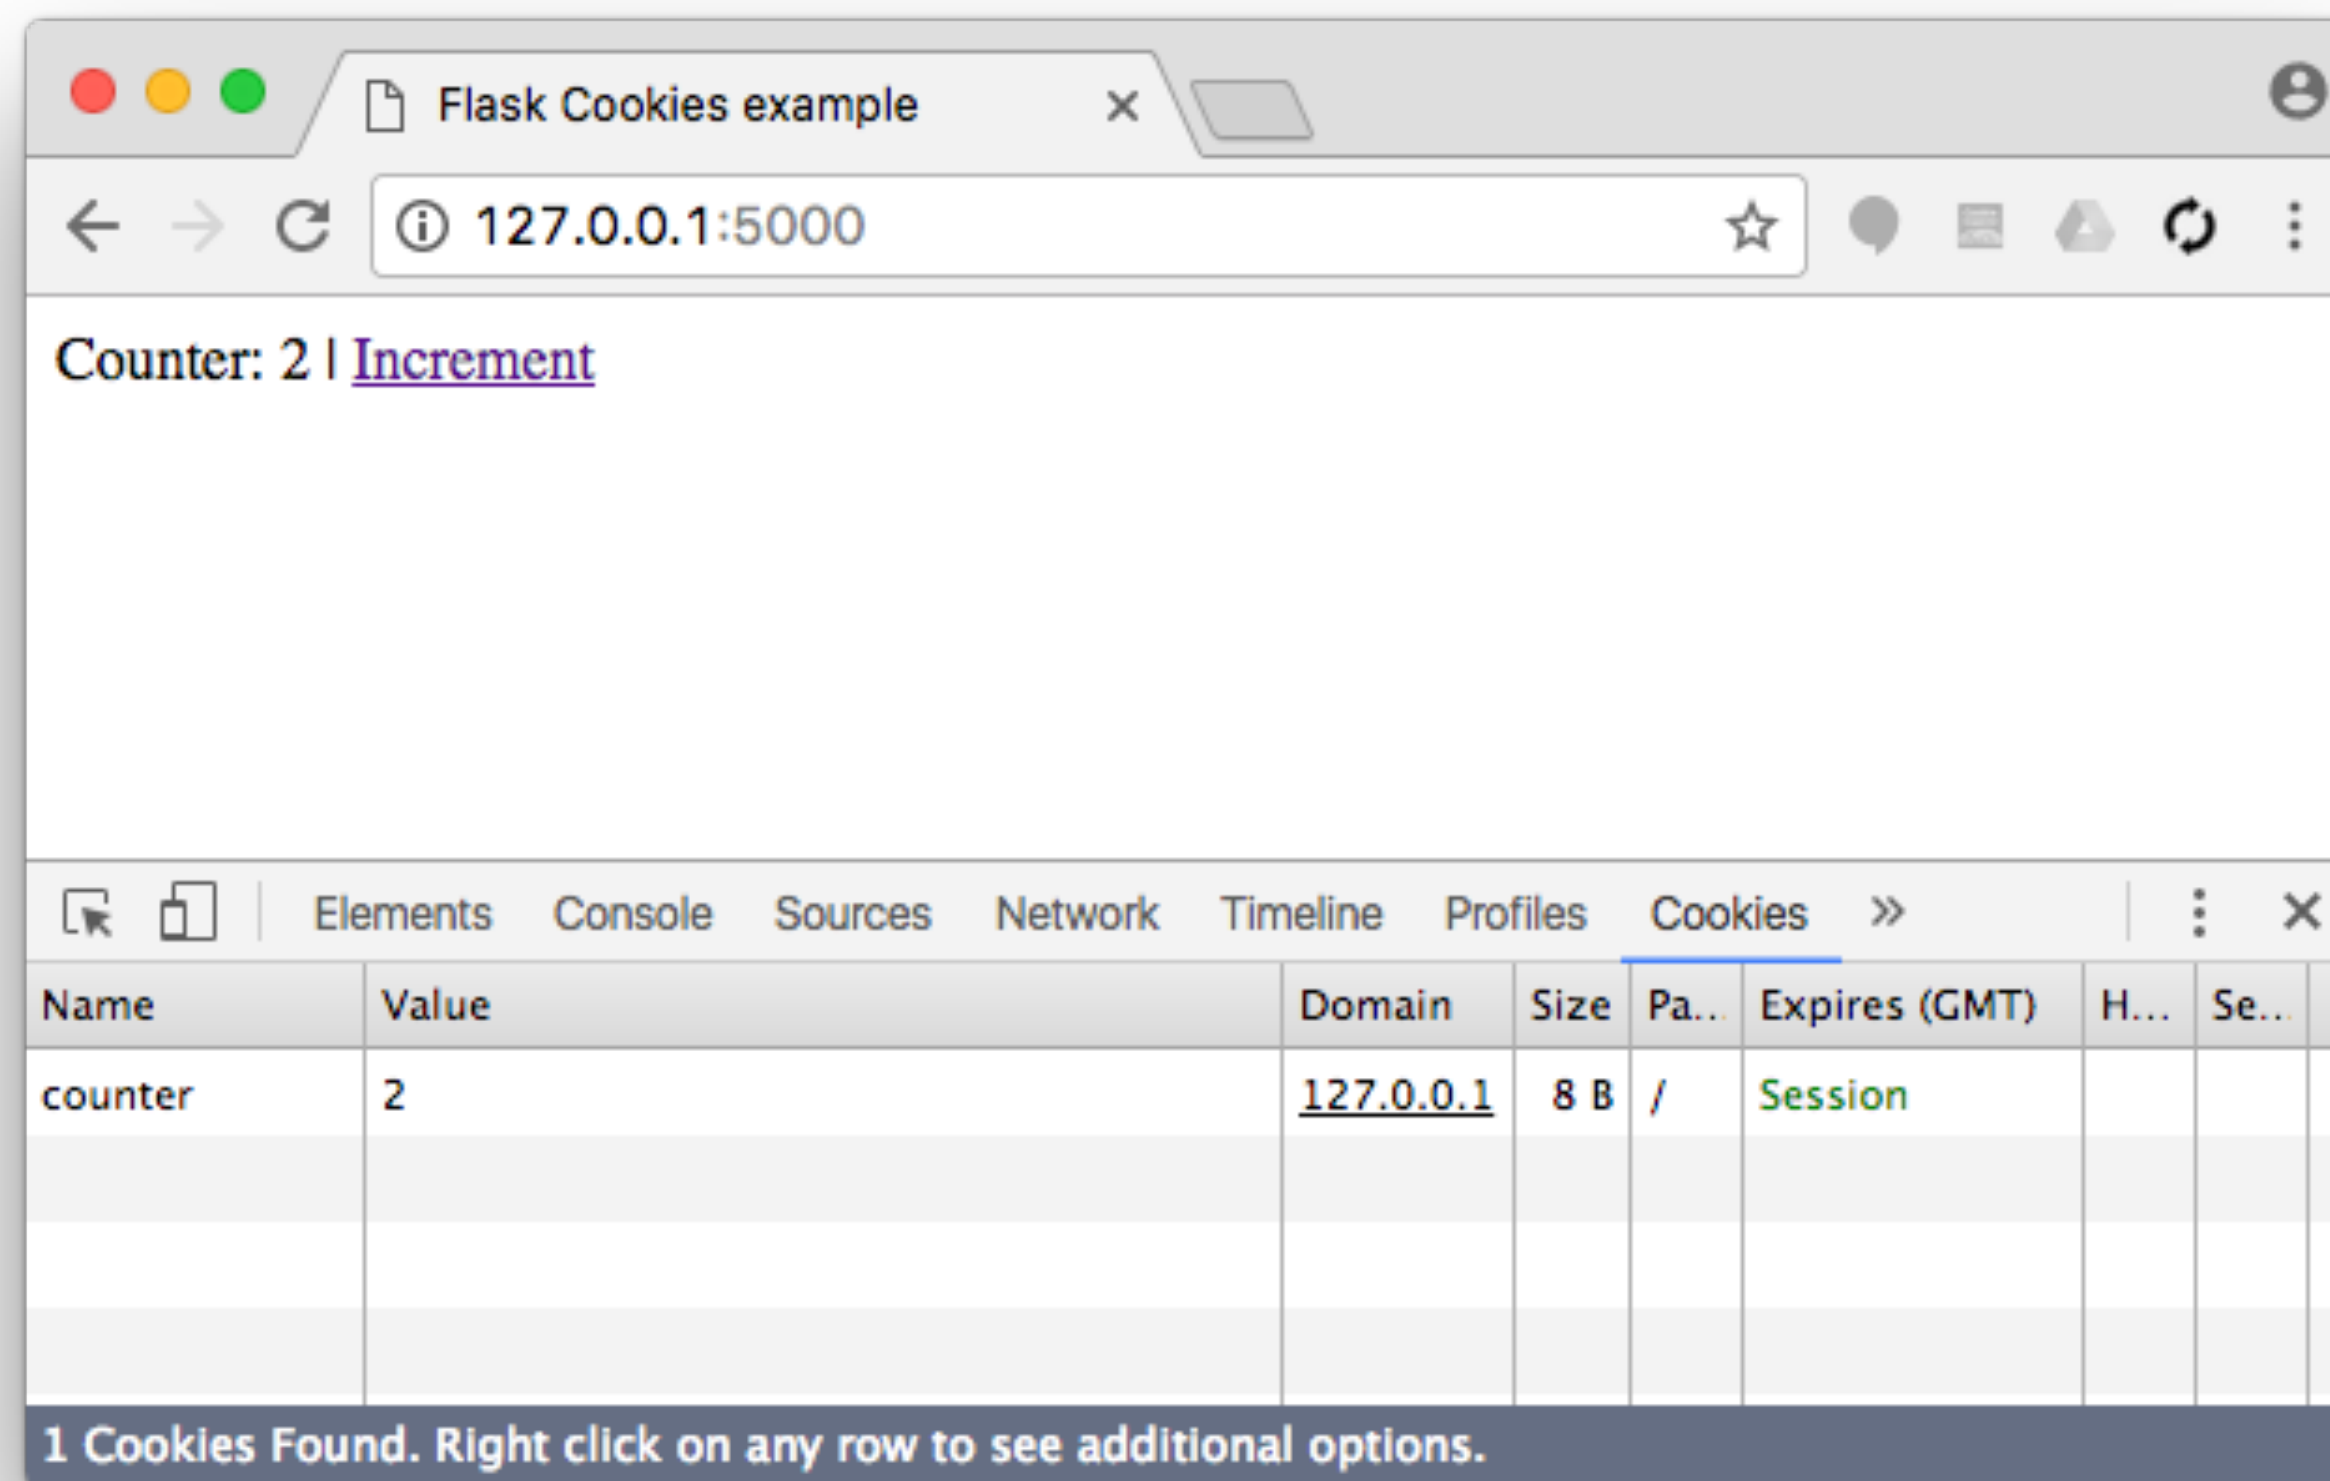 Flask Cookies example
127.0.0.1:5000
Counter: 2 | Increment
Elements Console Sources Network Timeline Profiles Cookies »
Name Value Domain Size Pa... Expires (GMT) H... Se...
counter 2 127.0.0.1 8 B / Session
1 Cookies Found. Right click on any row to see additional options.